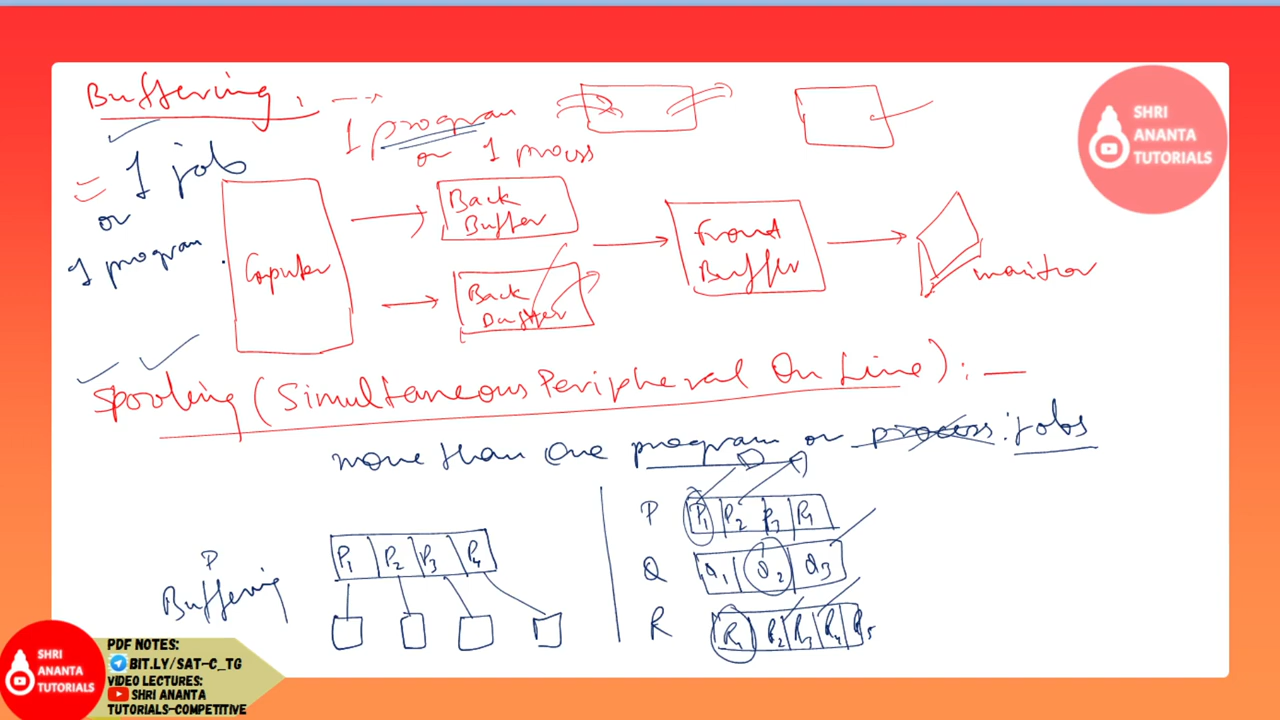 Buffering :-
1 program
or 1 process
= 1 job
or
1 program
Computer
Back
Buffer
Back
Buffer
Front
Buffer
monitor
Spooling (Simultaneous Peripheral On Line) : —
more than one program or process : jobs
P
Buffering
P1 P2 P3 P4
P P1 P2 P3 P4
Q Q1 Q2 Q3
R R1 R2 R3 R4 R5
SHRI
ANANTA
TUTORIALS
SHRI
ANANTA
TUTORIALS
PDF NOTES:
BIT.LY/SAT-C_TG
VIDEO LECTURES:
SHRI ANANTA
TUTORIALS-COMPETITIVE